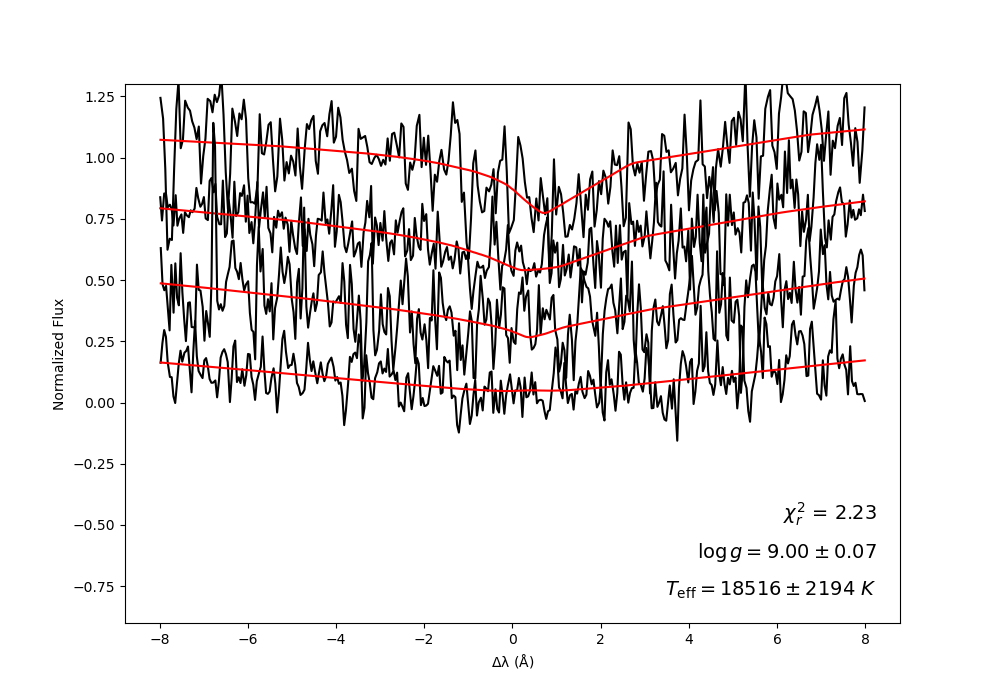 Normalized Flux
1.25
1.00
0.75
0.50
0.25
0.00
−0.25
−0.50
−0.75
χ²ᵣ = 2.23
log g = 9.00 ± 0.07
T_eff = 18516 ± 2194 K
−8 −6 −4 −2 0 2 4 6 8
Δλ (Å)